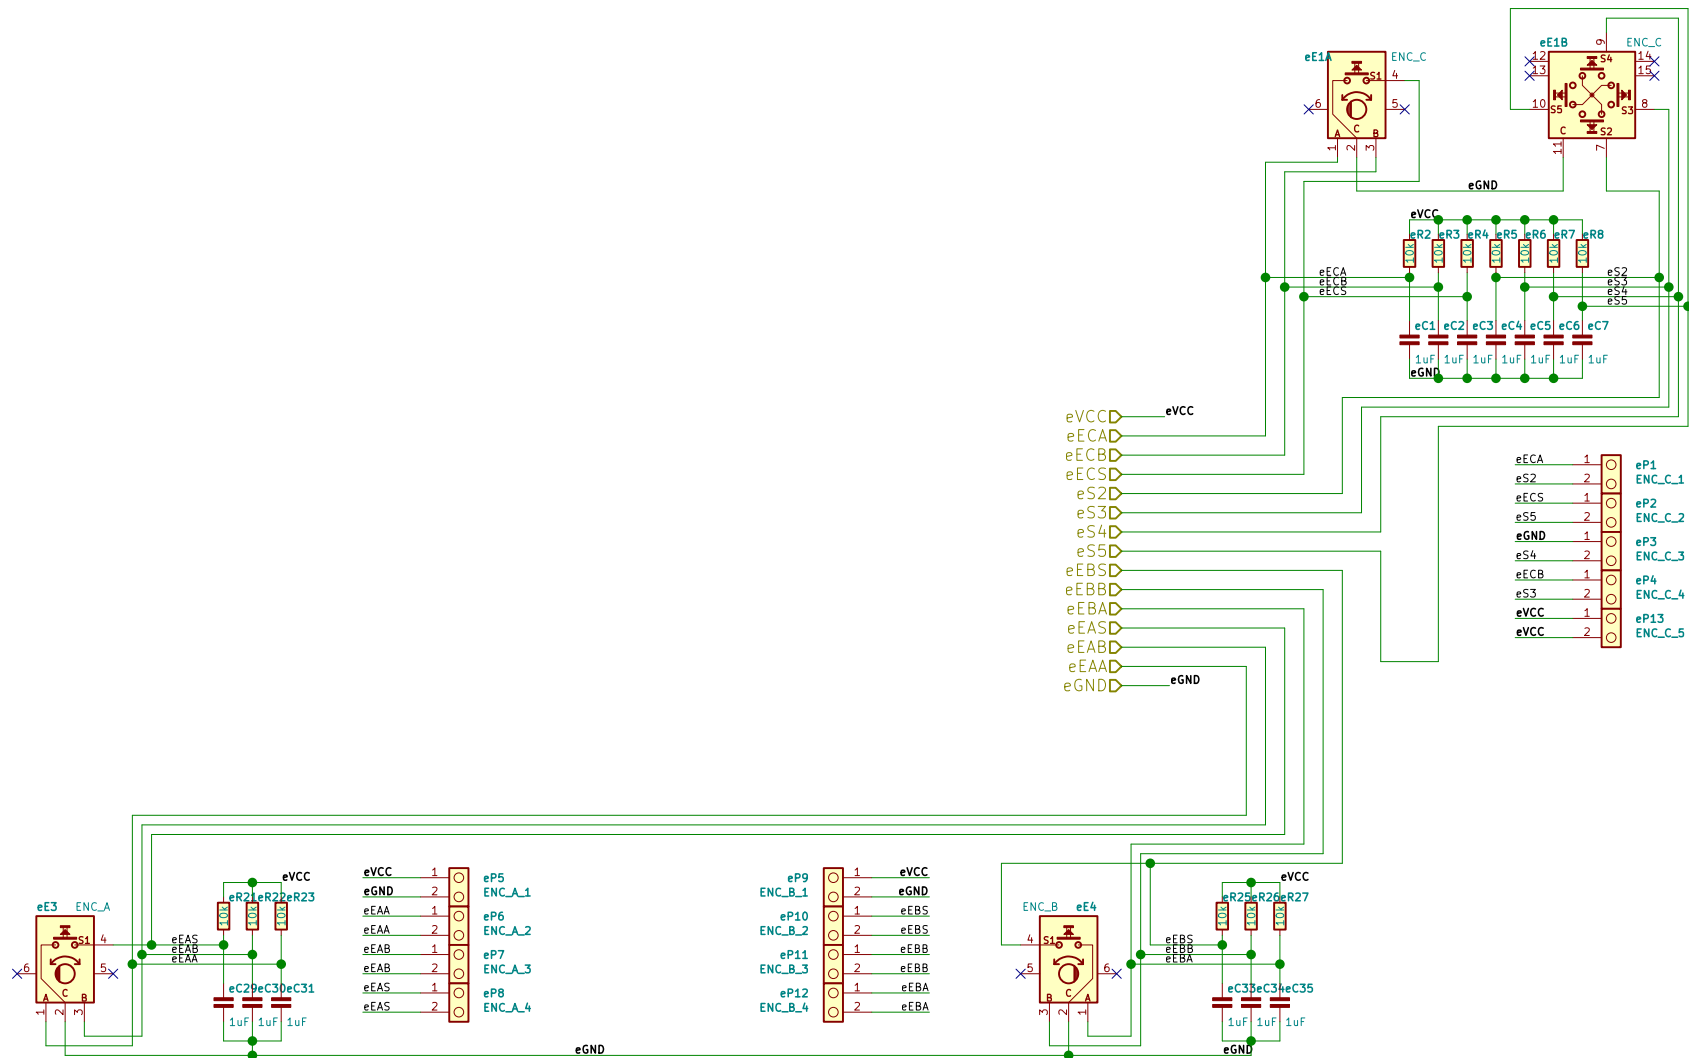 eE1A
ENC_C
S1
4
6
5
A
C
B
1
2
3
eE1B
ENC_C
9
12
13
14
15
S4
10
S5
S3
8
C
S2
11
7
eGND
eVCC
eR2
eR3
eR4
eR5
eR6
eR7
eR8
10k
10k
10k
10k
10k
10k
10k
eECA
eECB
eECS
eS2
eS3
eS4
eS5
eC1
eC2
eC3
eC4
eC5
eC6
eC7
1uF
1uF
1uF
1uF
1uF
1uF
1uF
eGND
eVCC
eVCC
eECA
eECB
eECS
eS2
eS3
eS4
eS5
eEBS
eEBB
eEBA
eEAS
eEAB
eEAA
eGND
eGND
eECA 1 eP1
eS2 2 ENC_C_1
eECS 1 eP2
eS5 2 ENC_C_2
eGND 1 eP3
eS4 2 ENC_C_3
eECB 1 eP4
eS3 2 ENC_C_4
eVCC 1 eP13
eVCC 2 ENC_C_5
eE3
ENC_A
S1
4
6
5
A
C
B
1
2
3
eVCC
eR21
eR22
eR23
10k
10k
10k
eEAS
eEAB
eEAA
eC29
eC30
eC31
1uF
1uF
1uF
eVCC 1 eP5
eGND 2 ENC_A_1
eEAA 1 eP6
eEAA 2 ENC_A_2
eEAB 1 eP7
eEAB 2 ENC_A_3
eEAS 1 eP8
eEAS 2 ENC_A_4
eGND
eP9 1 eVCC
ENC_B_1 2 eGND
eP10 1 eEBS
ENC_B_2 2 eEBS
eP11 1 eEBB
ENC_B_3 2 eEBB
eP12 1 eEBA
ENC_B_4 2 eEBA
ENC_B
eE4
4
S1
5
6
B
C
A
3
2
1
eVCC
eR25
eR26
eR27
10k
10k
10k
eEBS
eEBB
eEBA
eC33
eC34
eC35
1uF
1uF
1uF
eGND